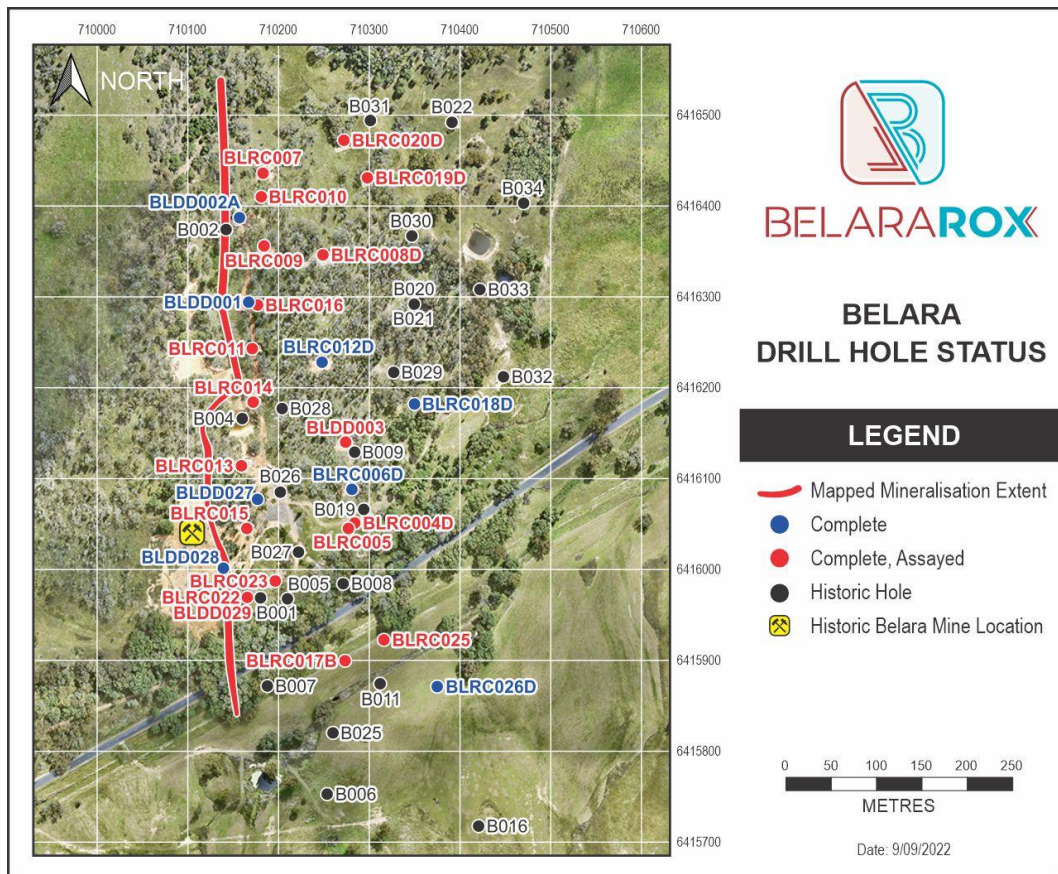 710000 710100 710200 710300 710400 710500 710600
NORTH
B031
B022
6416500
BLRC020D
BLRC007
BLRC019D
BLRC010
B034
BLDD002A
6416400
B002
B030
BLRC009
BLRC008D
BLDD001
BLRC016
B020
B021
B033
6416300
BLRC011
BLRC012D
B029
B032
6416200
BLRC014
B028
BLRC018D
B004
BLDD003
B009
BLRC013
B026
BLRC006D
6416100
BLDD027
B019
BLRC015
BLRC004D
BLRC005
BLDD028
B027
6416000
BLRC023
B005
B008
BLRC022
BLDD029
B001
BLRC025
BLRC017B
6415900
B007
B011
BLRC026D
B025
6415800
B006
B016
6415700
BELARAROX
BELARA
DRILL HOLE STATUS
LEGEND
Mapped Mineralisation Extent
Complete
Complete, Assayed
Historic Hole
Historic Belara Mine Location
0 50 100 150 200 250
METRES
Date: 9/09/2022